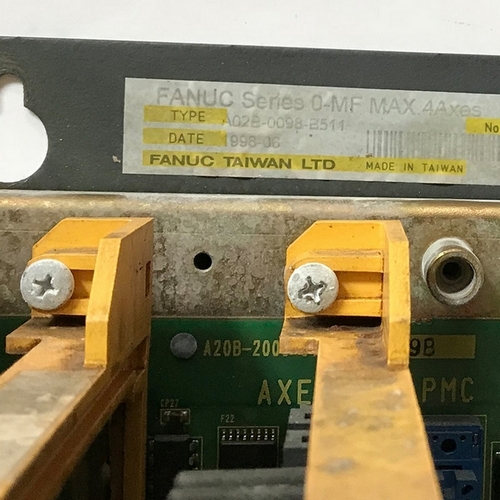 FANUC Series 0-MF MAX 4Axes
TYPE A02B-0098-B511 No
DATE 1998-06
FANUC TAIWAN LTD MADE IN TAIWAN
A20B-200 98
AXE PMC
CP27
F22